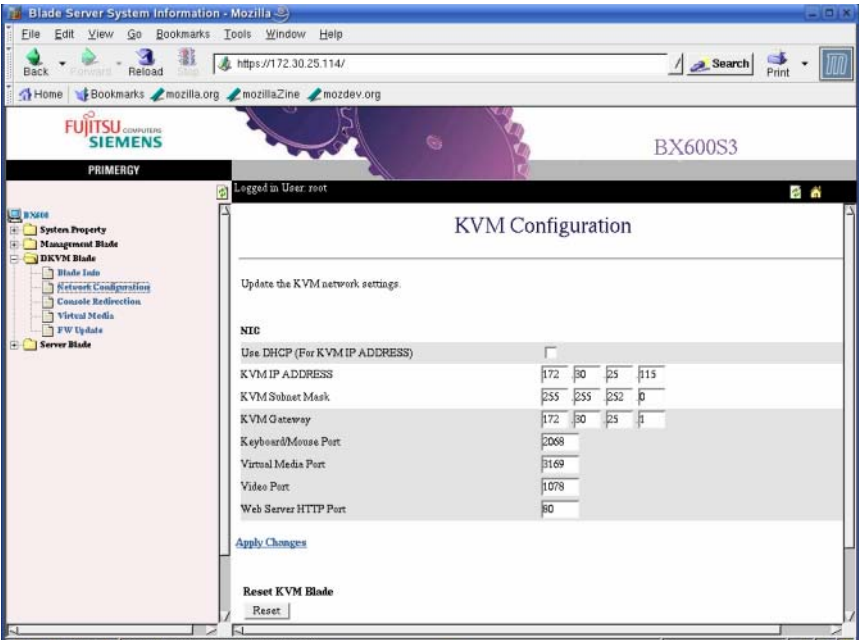 Blade Server System Information - Mozilla
File Edit View Go Bookmarks Tools Window Help
Back Forward Reload Stop https://172.30.25.114/ Search Print
Home Bookmarks mozilla.org mozillaZine mozdev.org
FUJITSU COMPUTERS
SIEMENS
BX600S3
PRIMERGY
Logged in User: root
BX600
System Property
Management Blade
DKVM Blade
Blade Info
Network Configuration
Console Redirection
Virtual Media
FW Update
Server Blade
KVM Configuration
Update the KVM network settings.
NIC
Use DHCP (For KVM IP ADDRESS)
KVM IP ADDRESS 172 .30 .25 .115
KVM Subnet Mask 255 .255 .252 .0
KVM Gateway 172 .30 .25 .1
Keyboard/Mouse Port 2068
Virtual Media Port 3169
Video Port 1078
Web Server HTTP Port 80
Apply Changes
Reset KVM Blade
Reset